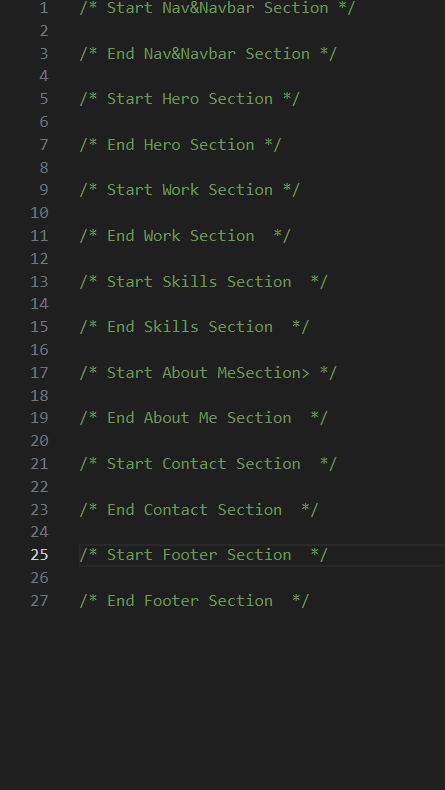 1 /* Start Nav&Navbar Section */
2
3 /* End Nav&Navbar Section */
4
5 /* Start Hero Section */
6
7 /* End Hero Section */
8
9 /* Start Work Section */
10
11 /* End Work Section  */
12
13 /* Start Skills Section  */
14
15 /* End Skills Section  */
16
17 /* Start About MeSection> */
18
19 /* End About Me Section  */
20
21 /* Start Contact Section  */
22
23 /* End Contact Section  */
24
25 /* Start Footer Section  */
26
27 /* End Footer Section  */